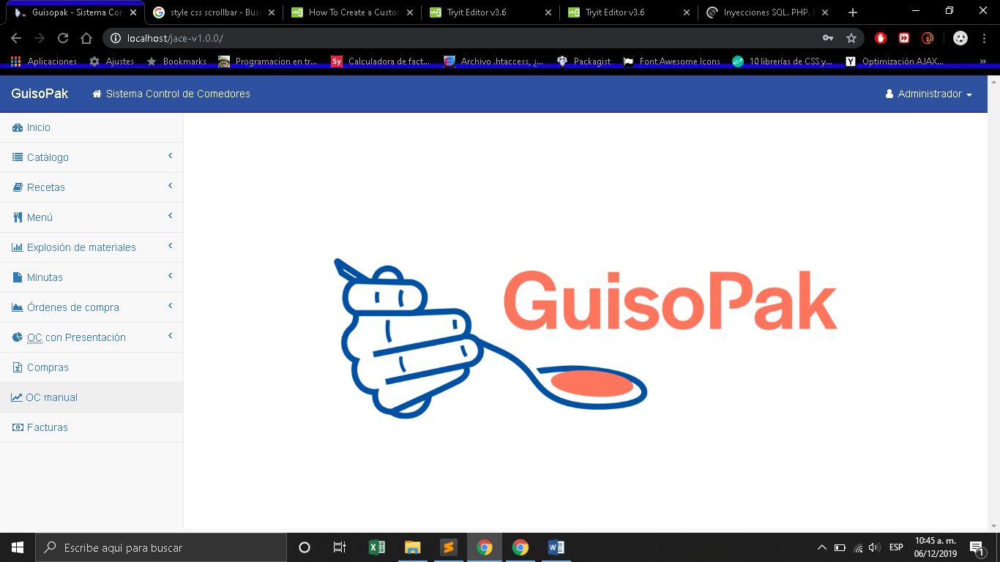 Guisopak - Sistema Con
style css scrollbar - Bus
How To Create a Custor
Tryit Editor v3.6
Tryit Editor v3.6
Inyecciones SQL. PHP.
localhost/jace-v1.0.0/
Aplicaciones
Ajustes
Bookmarks
Programacion en tr...
Sy
Calculadora de fact...
Archivo .htaccess, ¿...
Packagist
Font Awesome Icons
10 librerías de CSS y...
Y
Optimización AJAX...
»
GuisoPak
Sistema Control de Comedores
Administrador
Inicio
Catálogo
Recetas
Menú
Explosión de materiales
Minutas
Órdenes de compra
OC con Presentación
Compras
OC manual
Facturas
GuisoPak
Escribe aquí para buscar
ESP
10:45 a. m.
06/12/2019
1